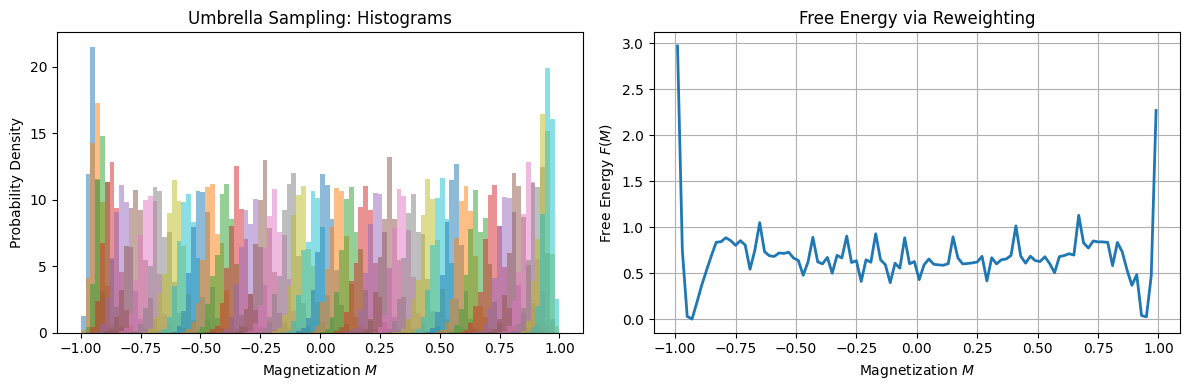 Umbrella Sampling: Histograms
Probability Density
20
15
10
5
0
−1.00 −0.75 −0.50 −0.25 0.00 0.25 0.50 0.75 1.00
Magnetization M
Free Energy via Reweighting
Free Energy F(M)
3.0
2.5
2.0
1.5
1.0
0.5
0.0
−1.00 −0.75 −0.50 −0.25 0.00 0.25 0.50 0.75 1.00
Magnetization M